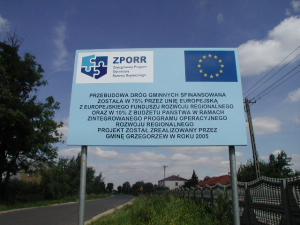 ZPORR
Zintegrowany Program
Operacyjny
Rozwoju Regionalnego
PRZEBUDOWA DRÓG GMINNYCH SFINANSOWANA
ZOSTAŁA W 75% PRZEZ UNIĘ EUROPEJSKĄ
Z EUROPEJSKIEGO FUNDUSZU ROZWOJU REGIONALNEGO
ORAZ W 10% Z BUDŻETU PAŃSTWA W RAMACH
ZINTEGROWANEGO PROGRAMU OPERACYJNEGO
ROZWOJU REGIONALNEGO
PROJEKT ZOSTAŁ ZREALIZOWANY PRZEZ
GMINĘ GRZEGORZEW W ROKU 2005